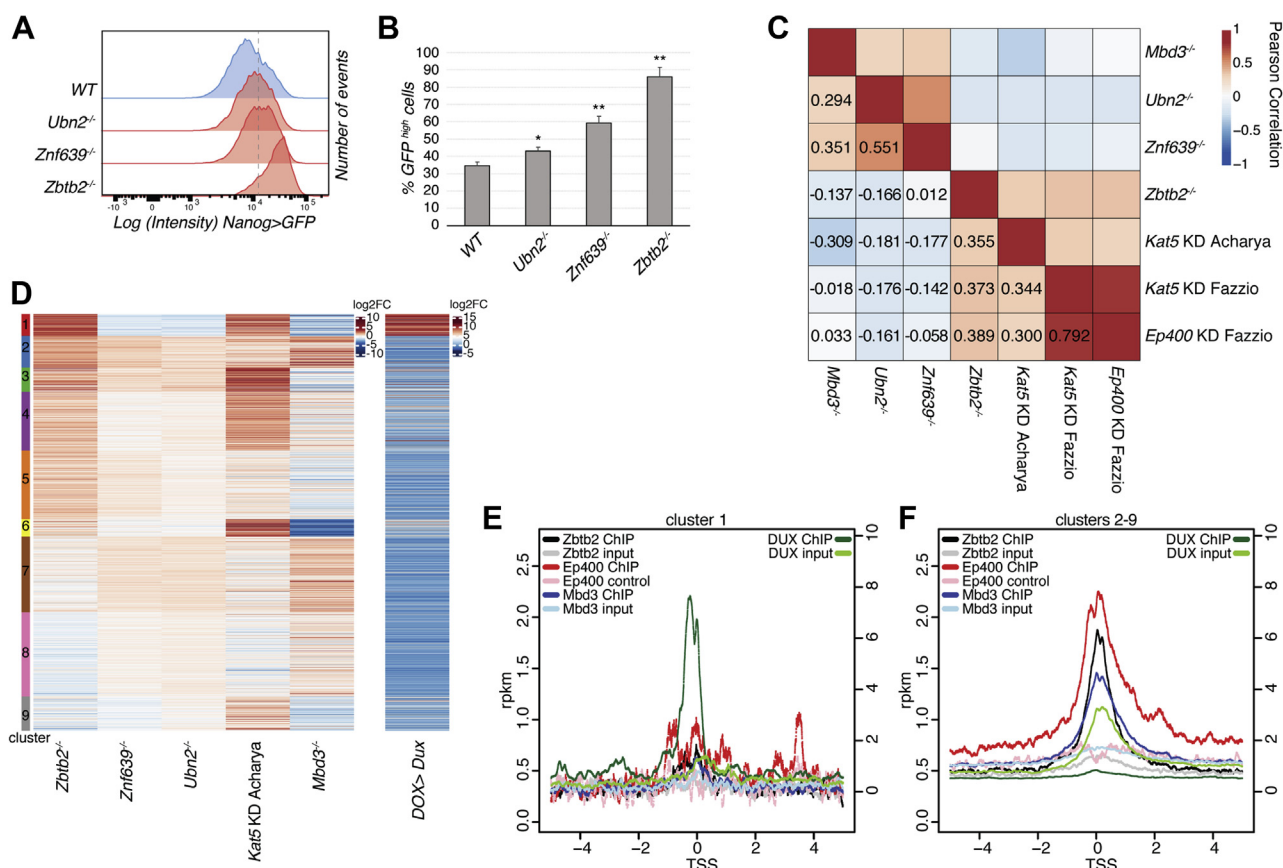 A
WT
Ubn2-/-
Znf639-/-
Zbtb2-/-
Number of events
-10 3 0 10 3 10 4 10 5
Log (Intensity) Nanog>GFP
B
% GFP high cells
100
90
80
70
60
50
40
30
20
10
0
* ** **
WT Ubn2-/- Znf639-/- Zbtb2-/-
C
Mbd3-/-
0.294 Ubn2-/-
0.351 0.551 Znf639-/-
-0.137 -0.166 0.012 Zbtb2-/-
-0.309 -0.181 -0.177 0.355 Kat5 KD Acharya
-0.018 -0.176 -0.142 0.373 0.344 Kat5 KD Fazzio
0.033 -0.161 -0.058 0.389 0.300 0.792 Ep400 KD Fazzio
Mbd3-/- Ubn2-/- Znf639-/- Zbtb2-/- Kat5 KD Acharya Kat5 KD Fazzio Ep400 KD Fazzio
1
0.5
0
−0.5
−1
Pearson Correlation
D
log2FC
10
5
0
-5
-10
log2FC
15
10
5
0
-5
1
2
3
4
5
6
7
8
9
cluster
Zbtb2-/- Znf639-/- Ubn2-/- Kat5 KD Acharya Mbd3-/- DOX> Dux
E
cluster 1
Zbtb2 ChIP
Zbtb2 input
Ep400 ChIP
Ep400 control
Mbd3 ChIP
Mbd3 input
DUX ChIP
DUX input
rpkm
2.5
2.0
1.5
1.0
0.5
0.0
10
8
6
4
2
0
−4 −2 0 2 4
TSS
F
clusters 2-9
Zbtb2 ChIP
Zbtb2 input
Ep400 ChIP
Ep400 control
Mbd3 ChIP
Mbd3 input
DUX ChIP
DUX input
rpkm
2.5
2.0
1.5
1.0
0.5
0.0
10
8
6
4
2
0
−4 −2 0 2 4
TSS